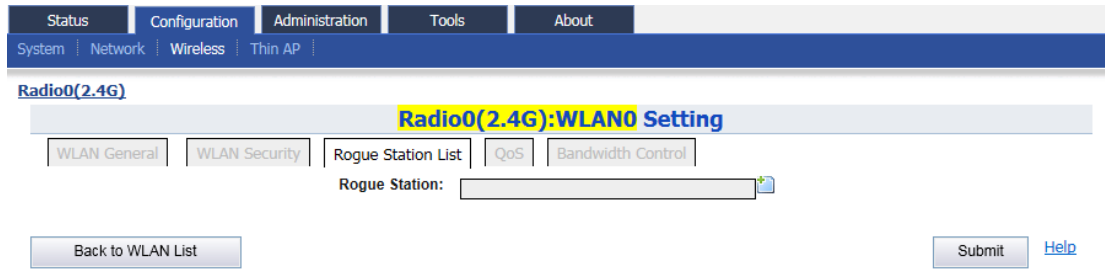 Status Configuration Administration Tools About
System Network Wireless Thin AP
Radio0(2.4G)
Radio0(2.4G):WLAN0 Setting
WLAN General WLAN Security Rogue Station List QoS Bandwidth Control
Rogue Station:
Back to WLAN List Submit Help